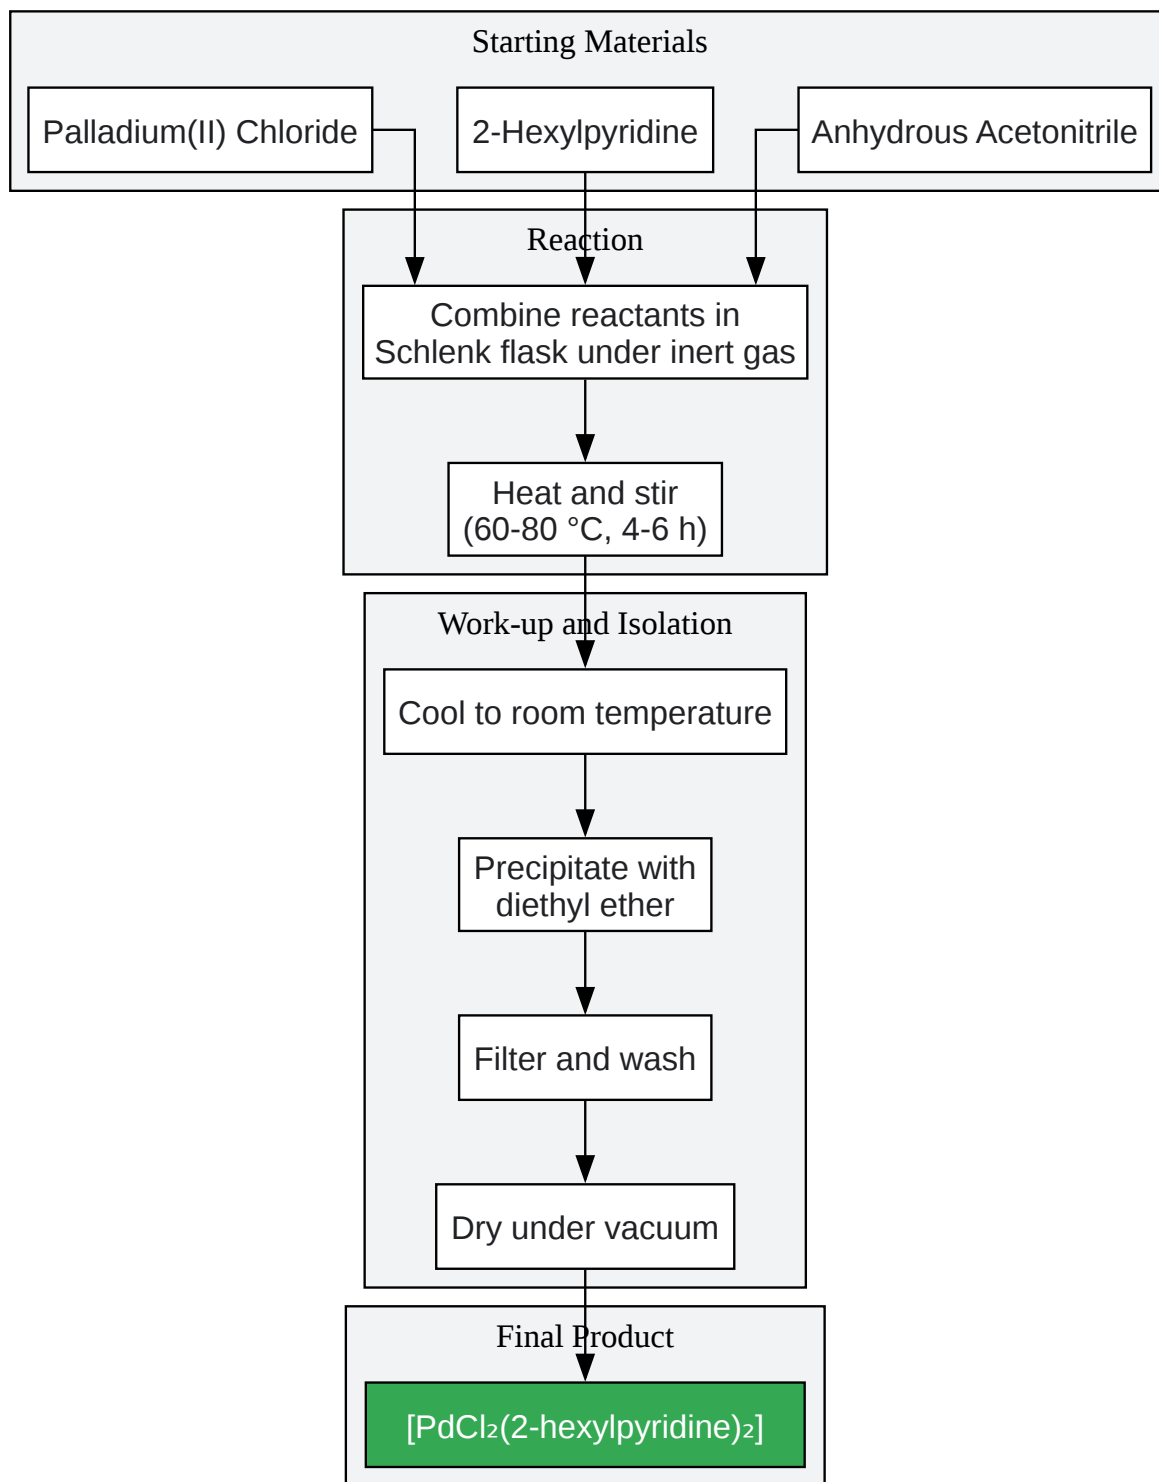 Starting Materials
Palladium(II) Chloride
2-Hexylpyridine
Anhydrous Acetonitrile
Reaction
Combine reactants in
Schlenk flask under inert gas
Heat and stir
(60-80 °C, 4-6 h)
Work-up and Isolation
Cool to room temperature
Precipitate with
diethyl ether
Filter and wash
Dry under vacuum
Final Product
[PdCl₂(2-hexylpyridine)₂]